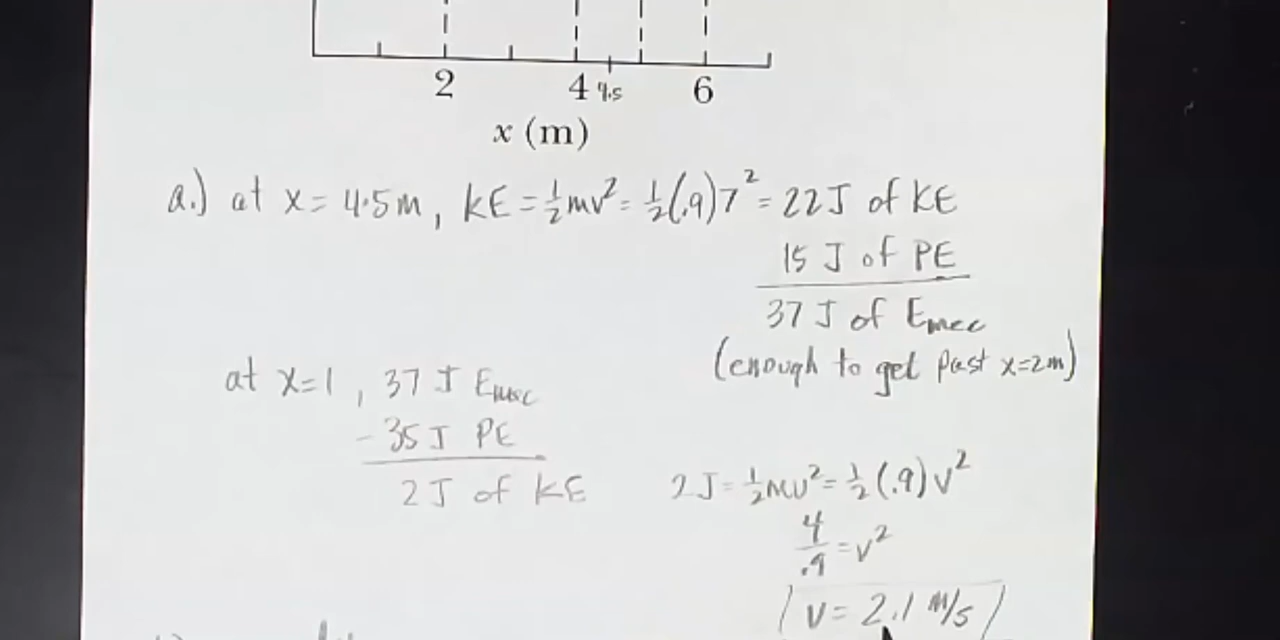 2 4 4.5 6
x (m)
a.) at x = 4.5m, KE = ½mv² = ½(.9)7² = 22J of KE
15 J of PE
37 J of Emec
(enough to get past x=2m)
at x=1, 37 J Emec
- 35 J PE
2 J of KE
2J = ½mv² = ½(.9)v²
4/.9 = v²
v = 2.1 m/s